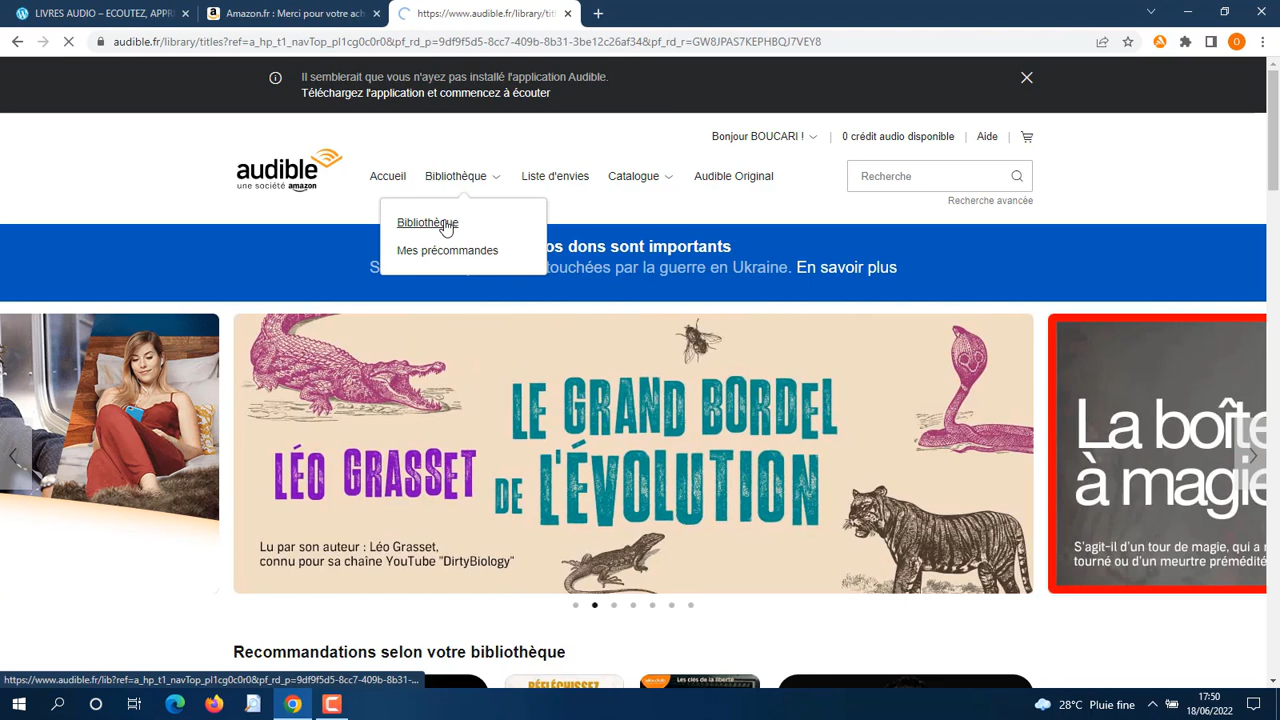 LIVRES AUDIO – ECOUTEZ, APPR
Amazon.fr : Merci pour votre ach
https://www.audible.fr/library/titl
audible.fr/library/titles?ref=a_hp_t1_navTop_pl1cg0c0r0&pf_rd_p=9df9f5d5-8cc7-409b-8b31-3be12c26af34&pf_rd_r=GW8JPAS7KEPHBQJ7VEY8
O
Il semblerait que vous n'ayez pas installé l'application Audible.
Téléchargez l'application et commencez à écouter
Bonjour BOUCARI !
0 crédit audio disponible
Aide
audible
une société amazon
Accueil
Bibliothèque
Liste d'envies
Catalogue
Audible Original
Recherche
Recherche avancée
Bibliothèque
Mes précommandes
os dons sont importants
S
touchées par la guerre en Ukraine. En savoir plus
LE GRAND BORDEL
DE L'ÉVOLUTION
LÉO GRASSET
Lu par son auteur : Léo Grasset,
connu pour sa chaîne YouTube "DirtyBiology"
La boîte
à magie
S'agit-il d'un tour de magie, qui a
tourné ou d'un meurtre prémédité
Recommandations selon votre bibliothèque
RÉFLÉCHISSEZ
Les clés de la liberté
https://www.audible.fr/lib?ref=a_hp_t1_navTop_pl1cg0c0r0&pf_rd_p=9df9f5d5-8cc7-409b-8b31-...
28°C Pluie fine
17:50
18/06/2022